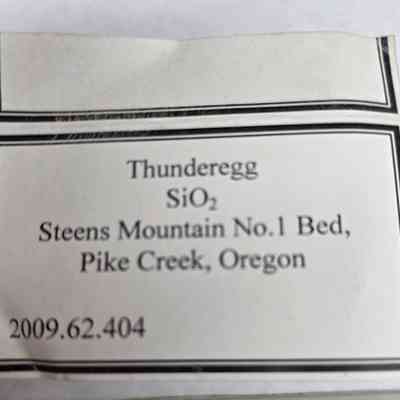 Thunderegg
SiO₂
Steens Mountain No.1 Bed,
Pike Creek, Oregon
2009.62.404